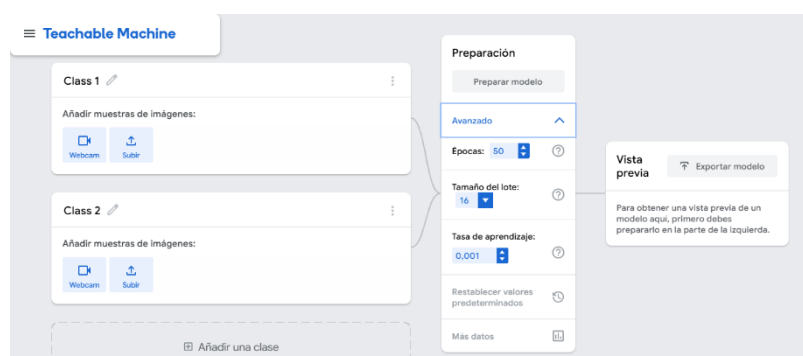 Teachable Machine
Class 1
Añadir muestras de imágenes:
Webcam
Subir
Class 2
Añadir muestras de imágenes:
Webcam
Subir
Añadir una clase
Preparación
Preparar modelo
Avanzado
Épocas: 50
Tamaño del lote:
16
Tasa de aprendizaje:
0,001
Restablecer valores
predeterminados
Más datos
Vista
previa
Exportar modelo
Para obtener una vista previa de un
modelo aquí, primero debes
prepararlo en la parte de la izquierda.